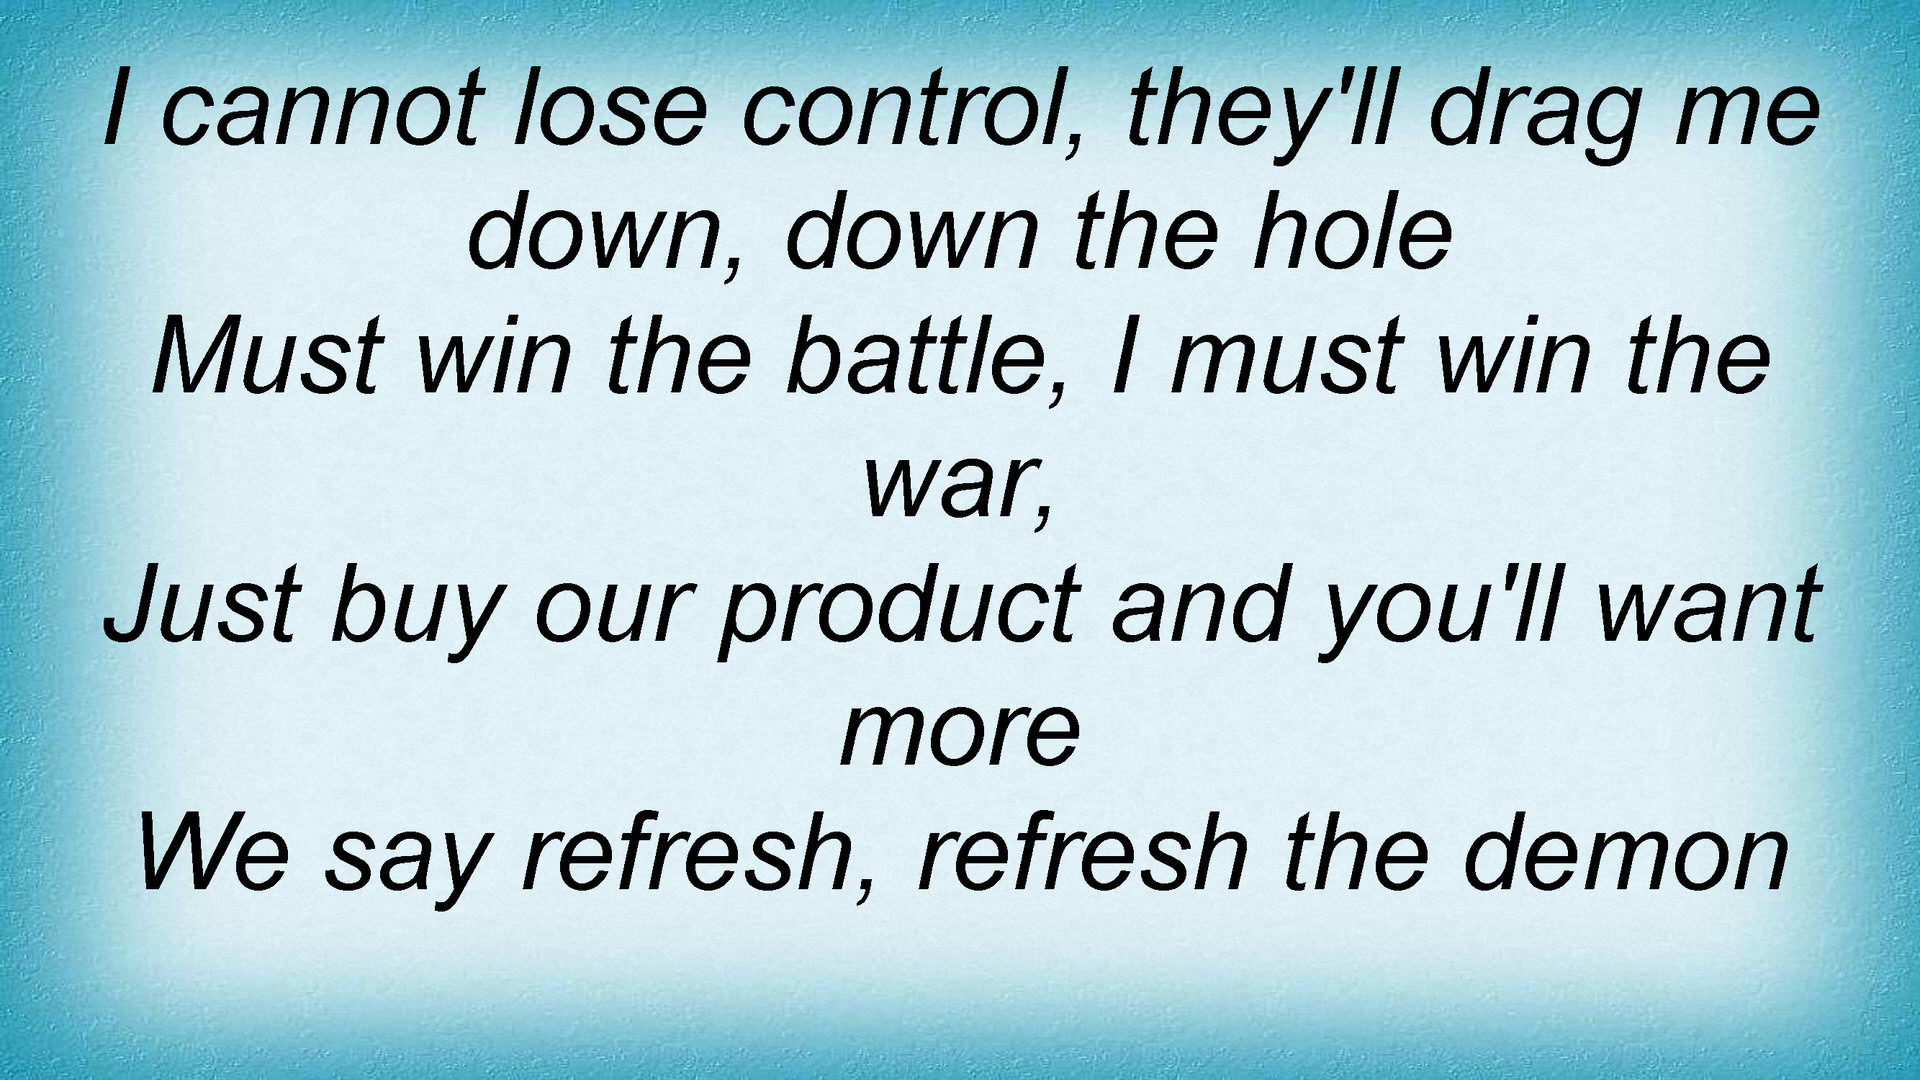 I cannot lose control, they'll drag me
down, down the hole
Must win the battle, I must win the
war,
Just buy our product and you'll want
more
We say refresh, refresh the demon